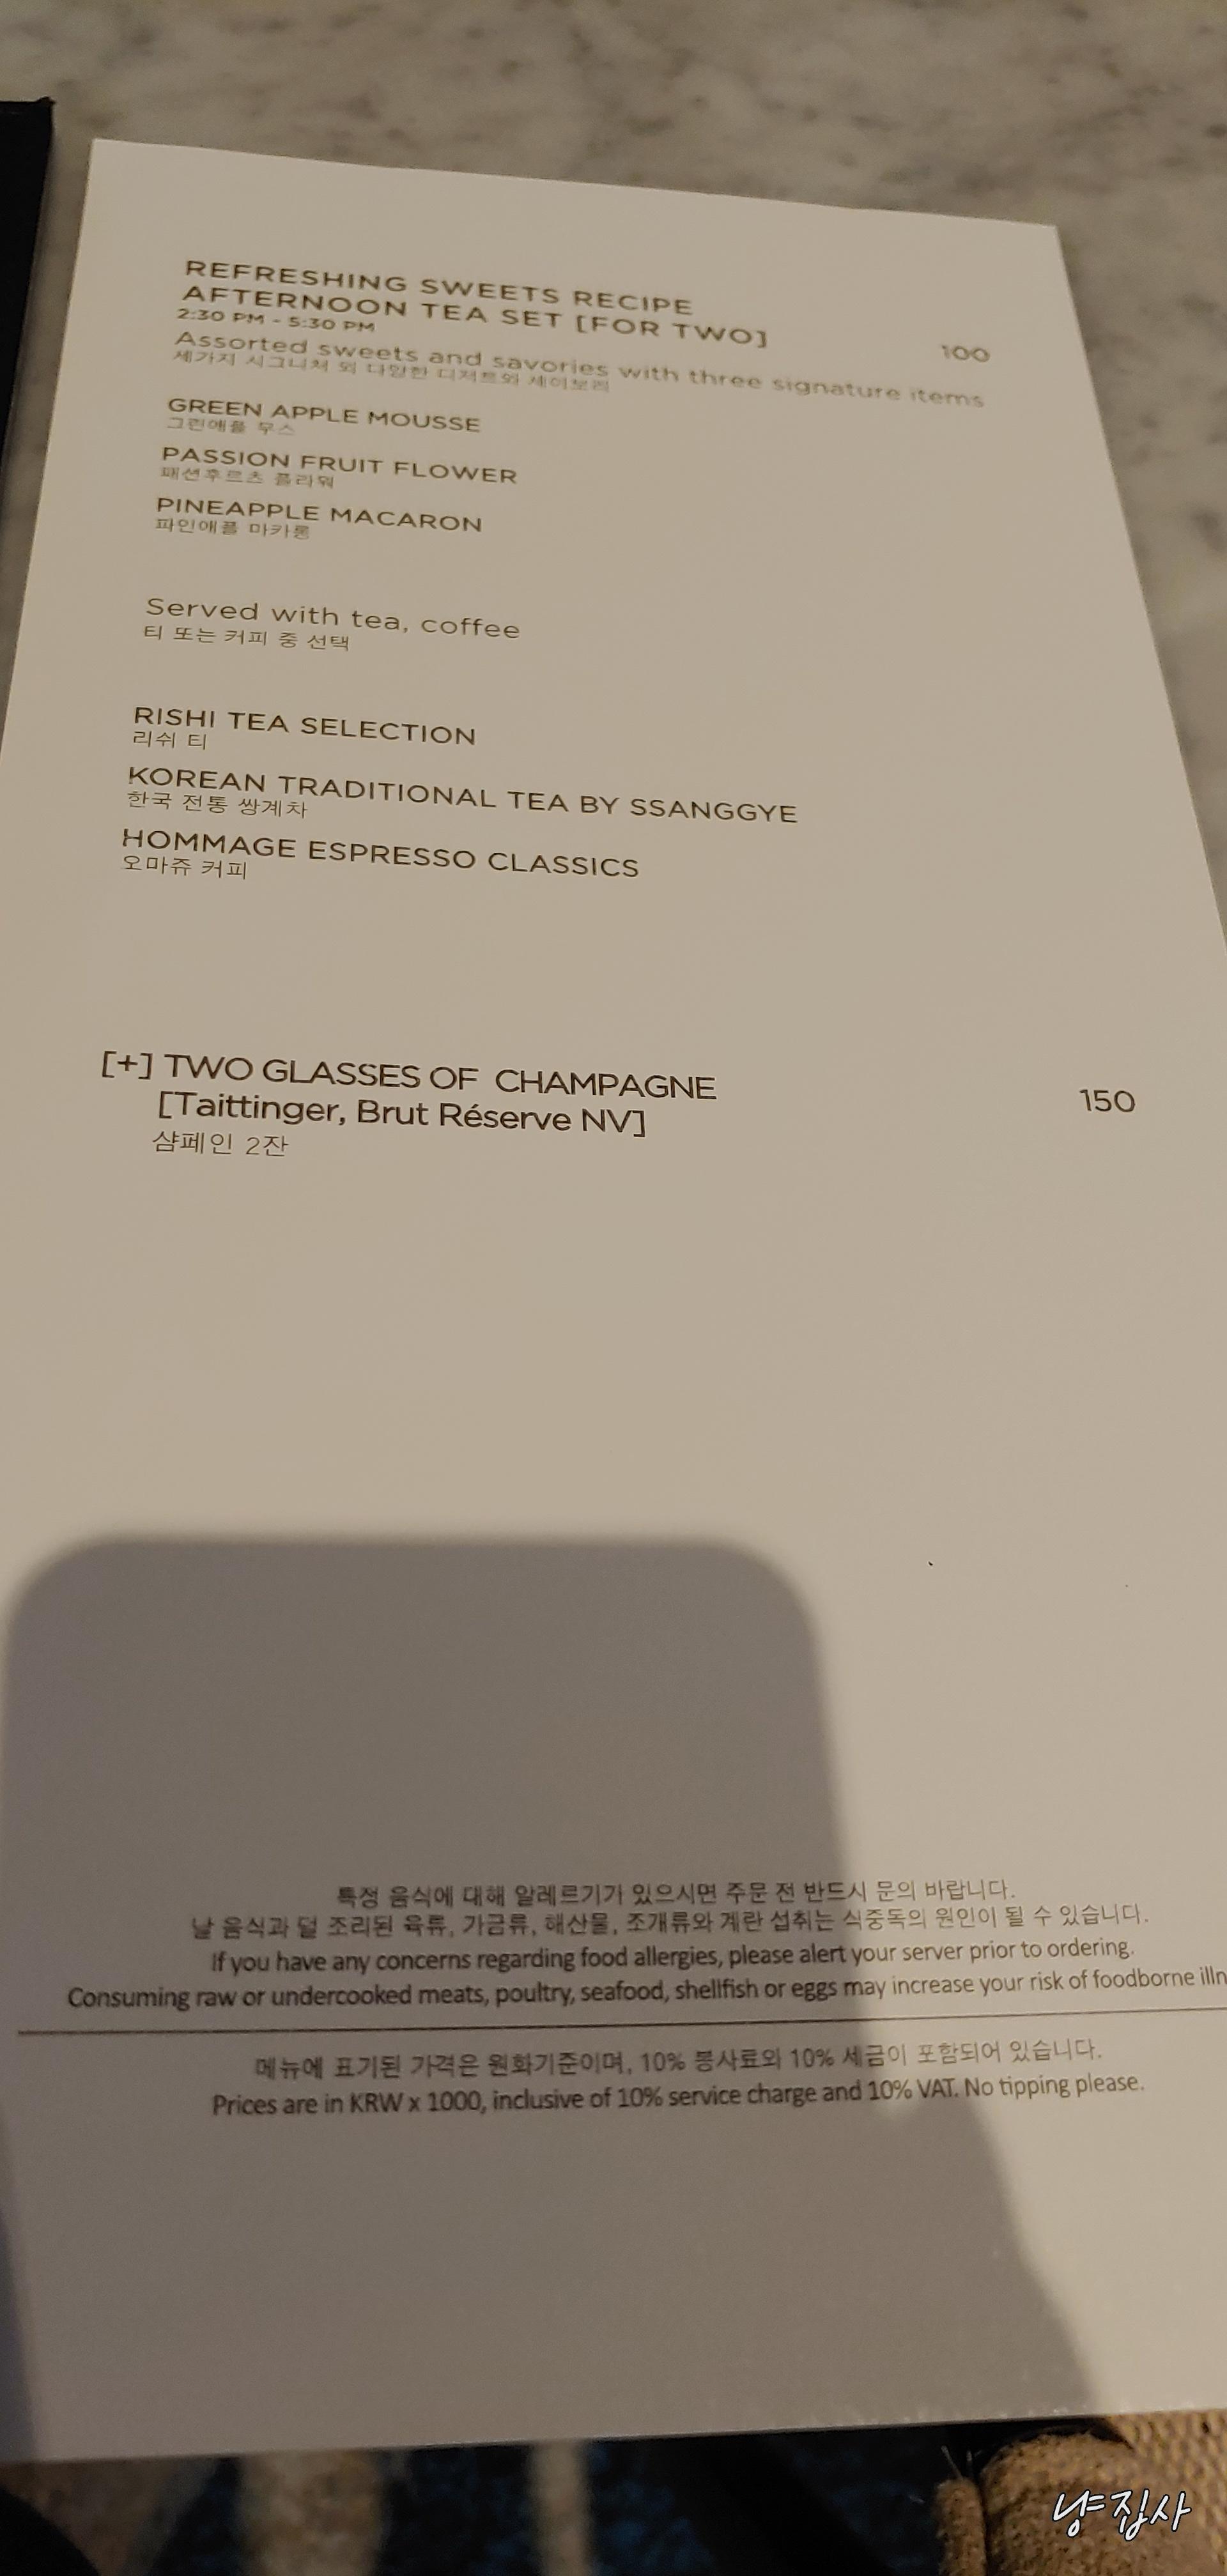 REFRESHING SWEETS RECIPE
AFTERNOON TEA SET [FOR TWO]
2:30 PM - 5:30 PM
100
Assorted sweets and savories with three signature items
세가지 시그니처 외 다양한 디저트와 세이보리
GREEN APPLE MOUSSE
그린애플 무스
PASSION FRUIT FLOWER
패션후르츠 플라워
PINEAPPLE MACARON
파인애플 마카롱
Served with tea, coffee
티 또는 커피 중 선택
RISHI TEA SELECTION
리쉬 티
KOREAN TRADITIONAL TEA BY SSANGGYE
한국 전통 쌍계차
HOMMAGE ESPRESSO CLASSICS
오마쥬 커피
[+] TWO GLASSES OF CHAMPAGNE
150
[Taittinger, Brut Réserve NV]
샴페인 2잔
특정 음식에 대해 알레르기가 있으시면 주문 전 반드시 문의 바랍니다.
날 음식과 덜 조리된 육류, 가금류, 해산물, 조개류와 계란 섭취는 식중독의 원인이 될 수 있습니다.
If you have any concerns regarding food allergies, please alert your server prior to ordering.
Consuming raw or undercooked meats, poultry, seafood, shellfish or eggs may increase your risk of foodborne illn
메뉴에 표기된 가격은 원화기준이며, 10% 봉사료와 10% 세금이 포함되어 있습니다.
Prices are in KRW x 1000, inclusive of 10% service charge and 10% VAT. No tipping please.
냥집사